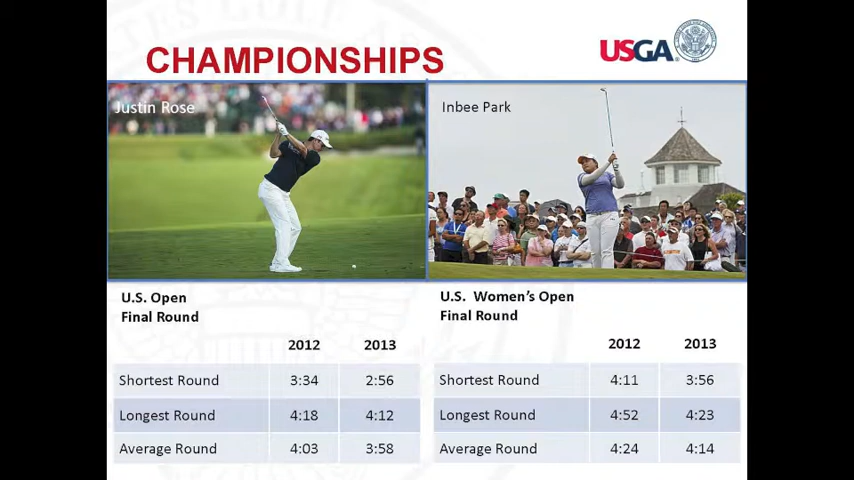 CHAMPIONSHIPS
USGA
Justin Rose
Inbee Park
U.S. Open
Final Round
2012 2013
Shortest Round 3:34 2:56
Longest Round 4:18 4:12
Average Round 4:03 3:58
U.S. Women's Open
Final Round
2012 2013
Shortest Round 4:11 3:56
Longest Round 4:52 4:23
Average Round 4:24 4:14